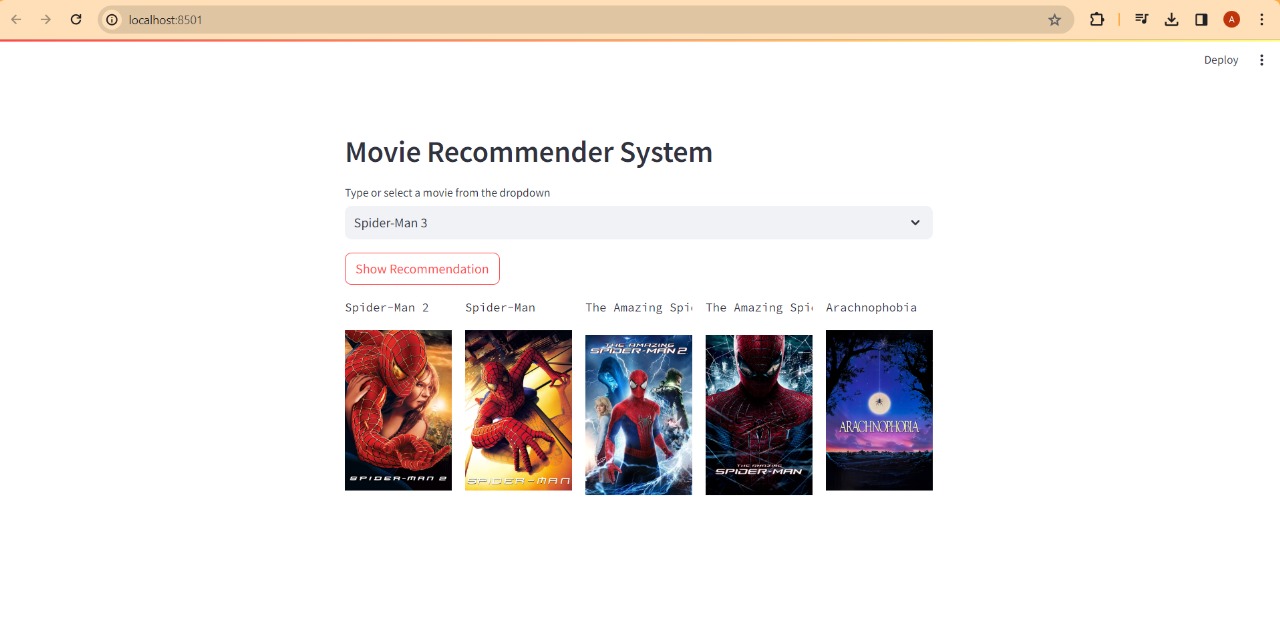 localhost:8501
A
Deploy
Movie Recommender System
Type or select a movie from the dropdown
Spider-Man 3
Show Recommendation
Spider-Man 2 Spider-Man The Amazing Spi The Amazing Spi Arachnophobia
THE AMAZING
SPIDER-MAN 2
ARACHNOPHOBIA
THE AMAZING
SPIDER-MAN
SPIDER-MAN 2 SPIDER-MAN